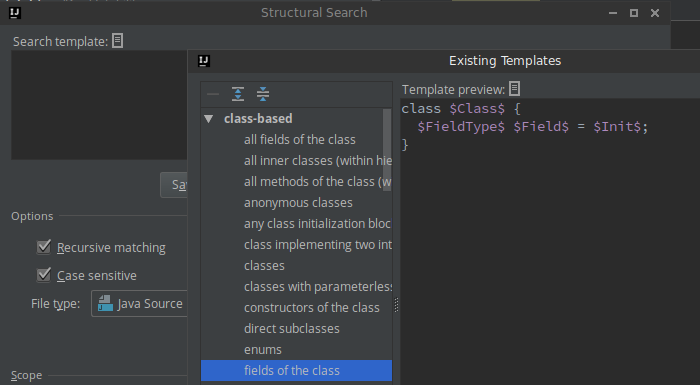 Structural Search
Search template:
Existing Templates
Template preview:
class-based
all fields of the class
all inner classes (within hie
all methods of the class (w
anonymous classes
any class initialization bloc
class implementing two int
classes
classes with parameterless
constructors of the class
direct subclasses
enums
fields of the class
class $Class$ {
$FieldType$ $Field$ = $Init$;
}
Sa
Options
Recursive matching
Case sensitive
File type:
Java Source
Scope